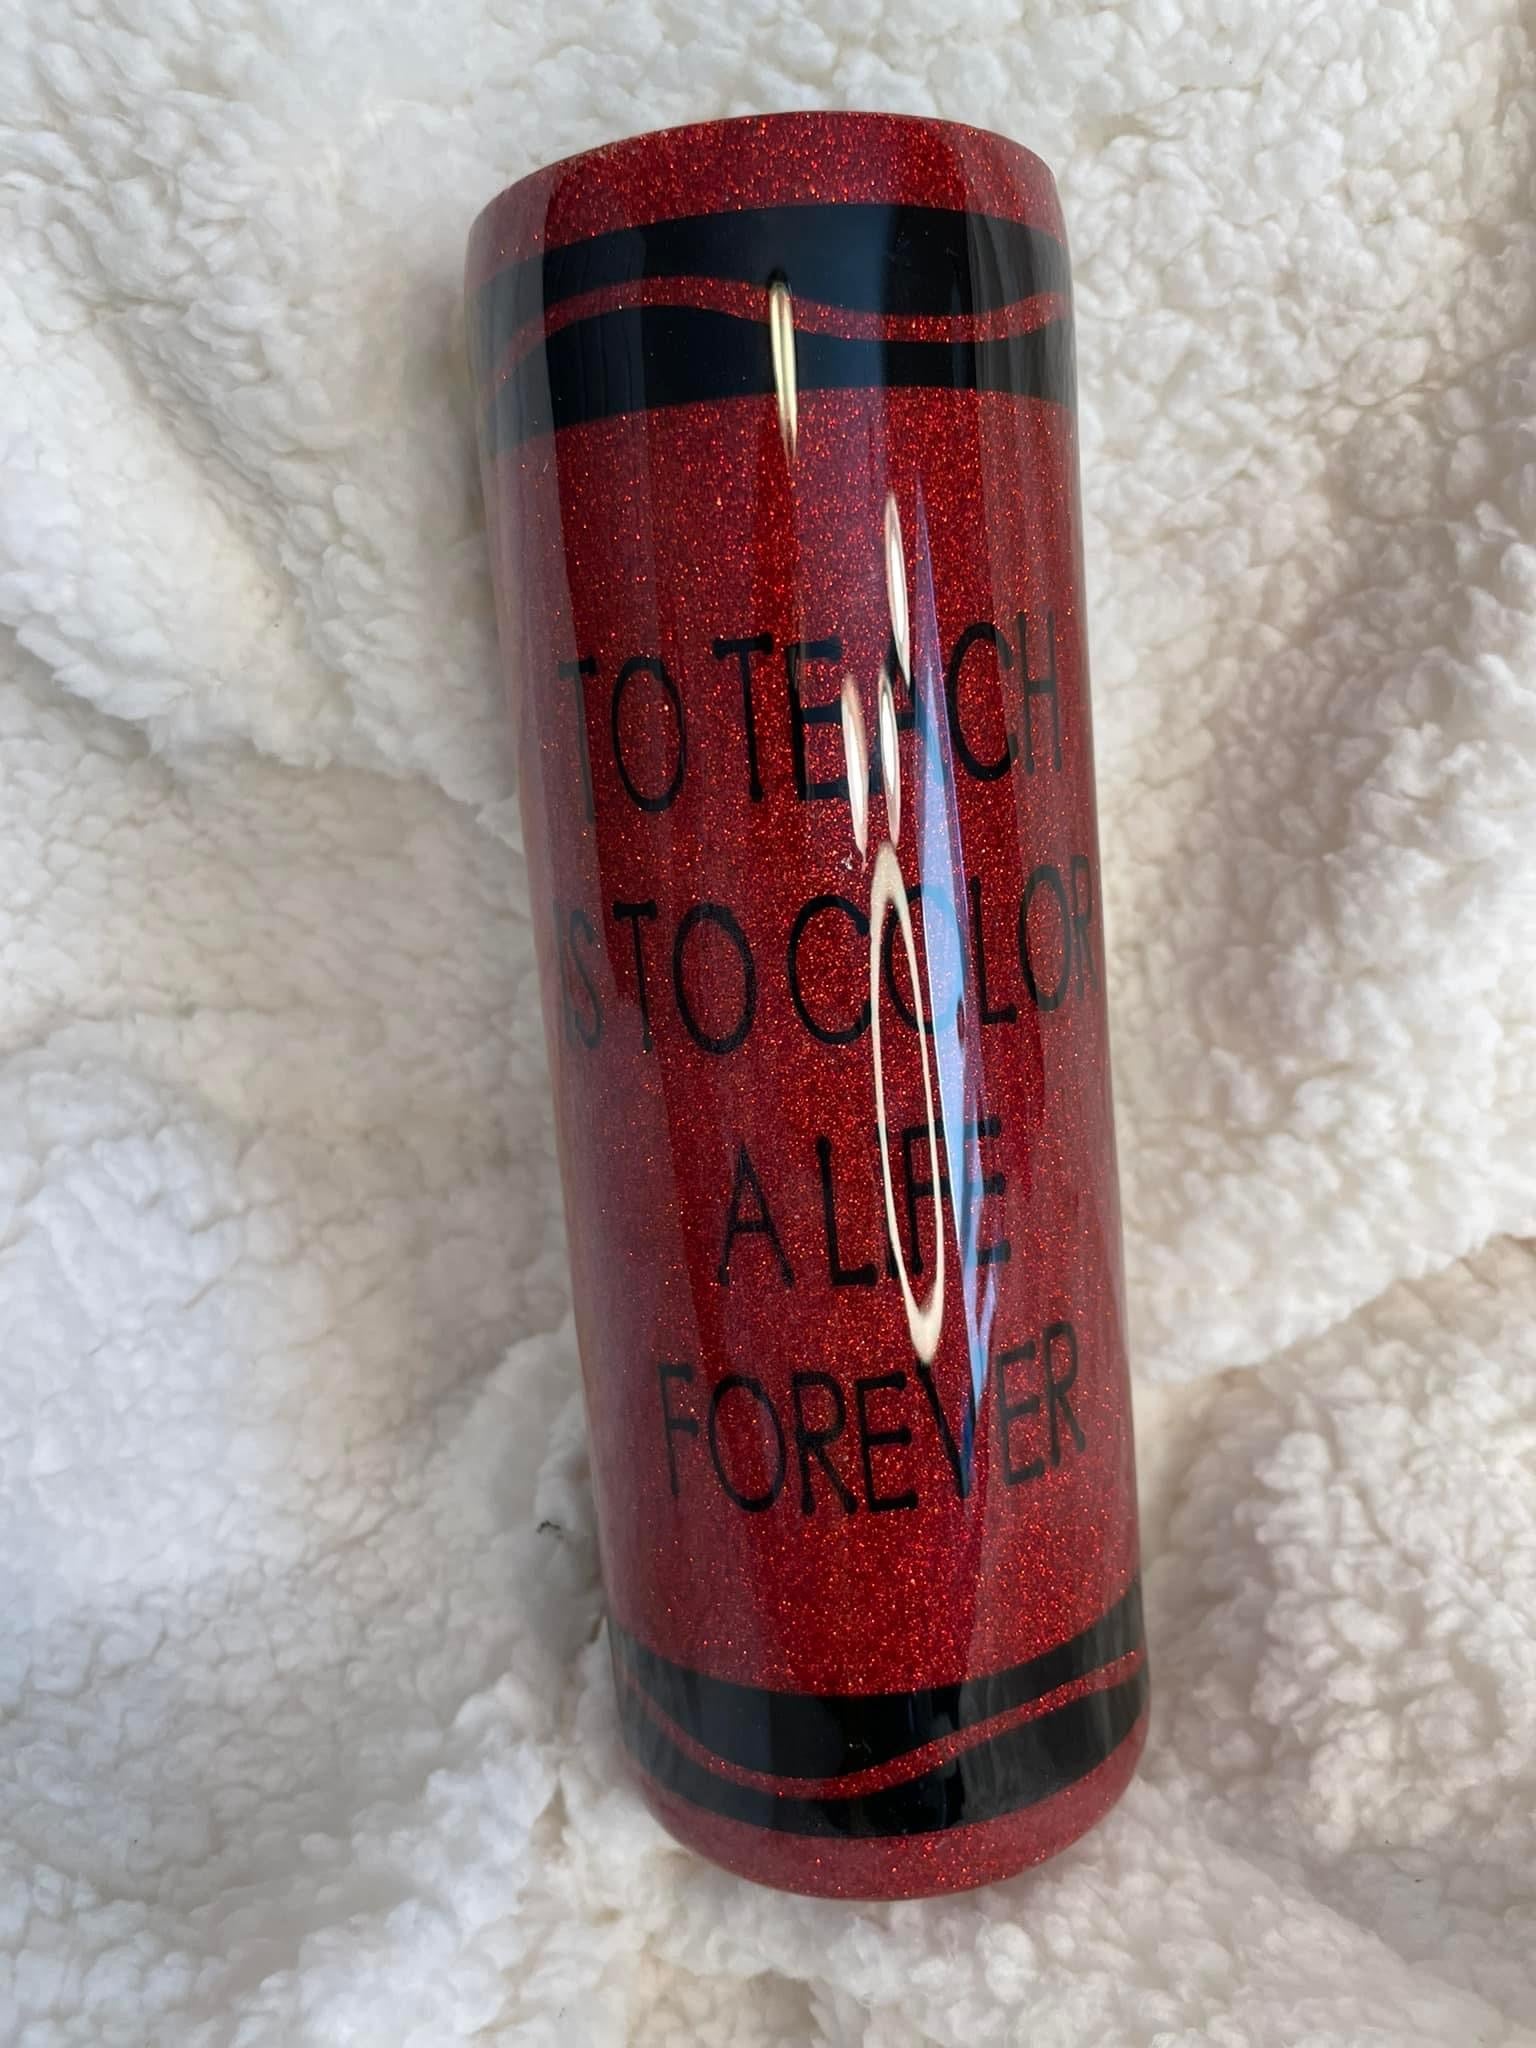 TO TEACH
IS TO COLOR
A LIFE
FOREVER